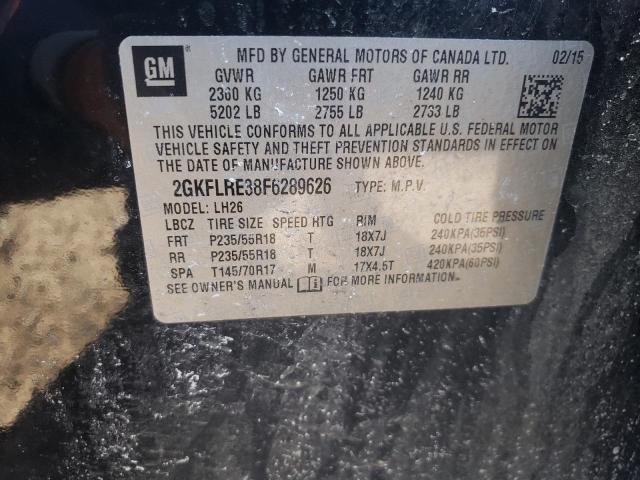 GM
MFD BY GENERAL MOTORS OF CANADA LTD. 02/15
GVWR GAWR FRT GAWR RR
2360 KG 1250 KG 1240 KG
5202 LB 2755 LB 2733 LB
THIS VEHICLE CONFORMS TO ALL APPLICABLE U.S. FEDERAL MOTOR
VEHICLE SAFETY AND THEFT PREVENTION STANDARDS IN EFFECT ON
THE DATE OF MANUFACTURE SHOWN ABOVE.
2GKFLRE38F6289626 TYPE: M.P.V.
MODEL: LH26
LBCZ TIRE SIZE SPEED RTG RIM COLD TIRE PRESSURE
FRT P235/55R18 T 18X7J 240KPA(35PSI)
RR P235/55R18 T 18X7J 240KPA(35PSI)
SPA T145/70R17 M 17X4.5T 420KPA(60PSI)
SEE OWNER'S MANUAL FOR MORE INFORMATION.